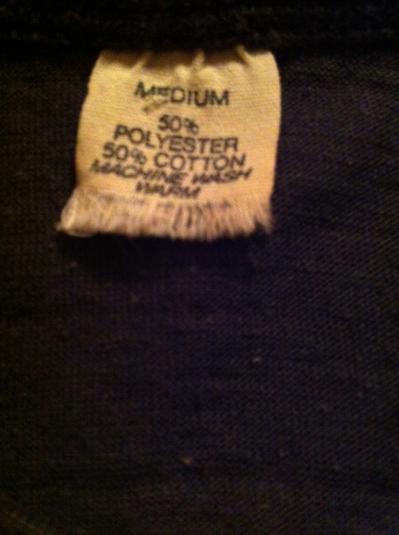 MEDIUM
50%
POLYESTER
50% COTTON
MACHINE WASH
WARM